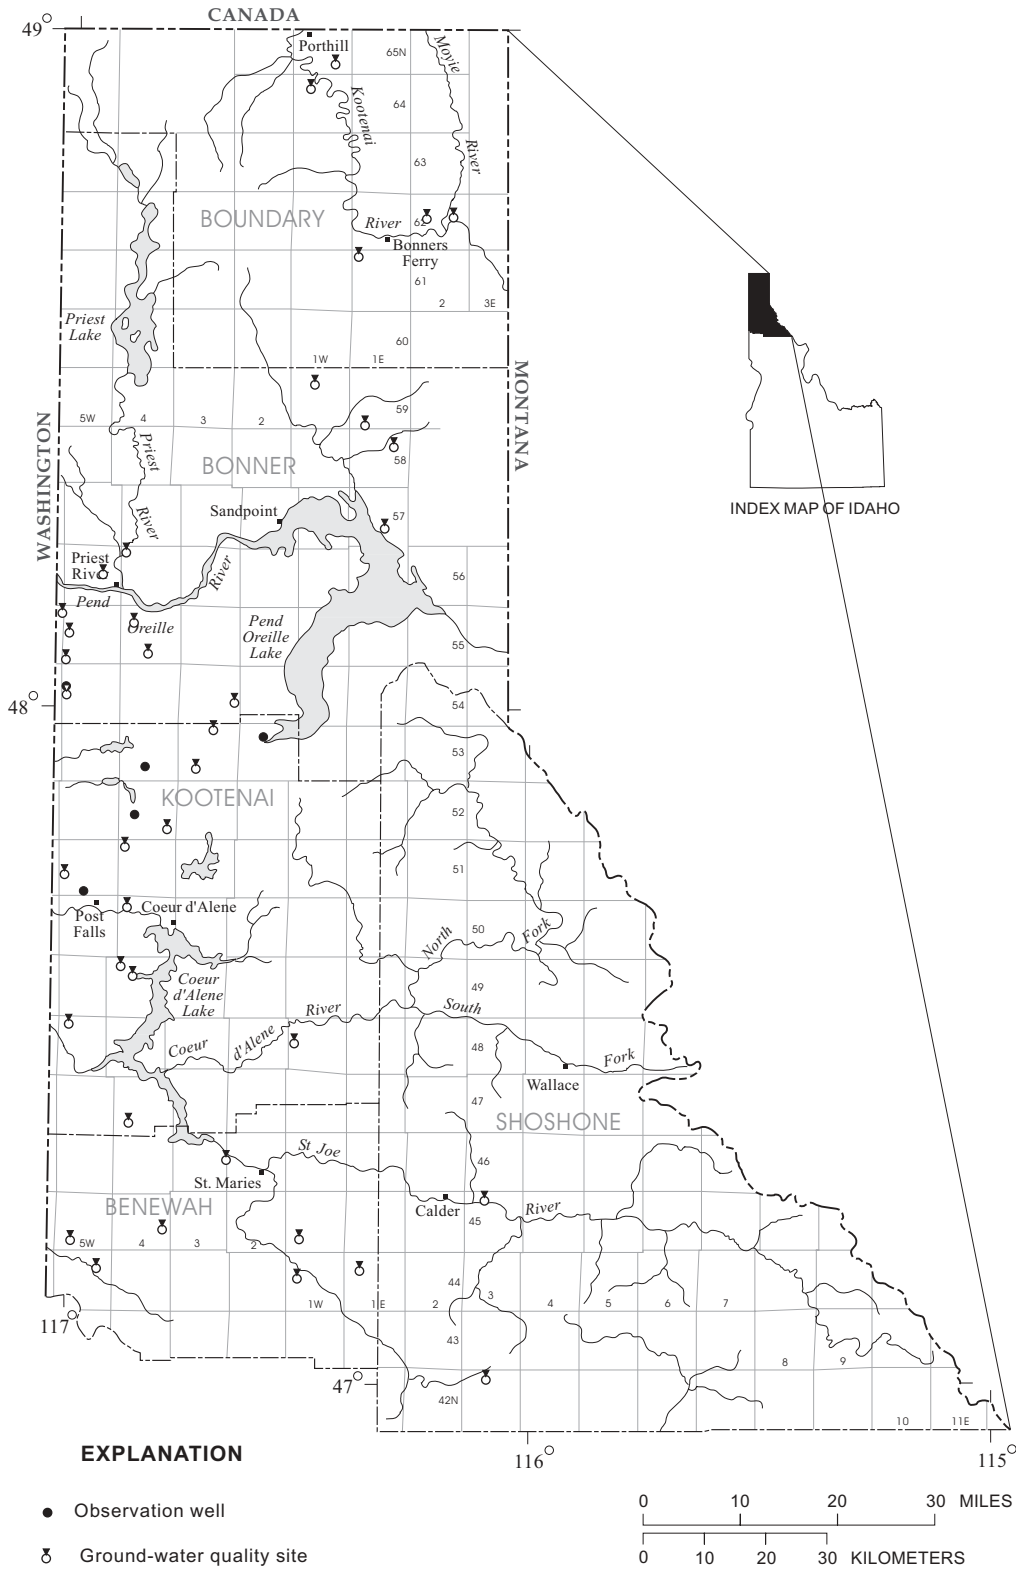 CANADA
49°
Porthill
65N
Moyie
64
Kootenai
63
River
BOUNDARY
River
62
Bonners
Ferry
61
2
3E
Priest
Lake
60
1W
1E
MONTANA
59
5W
4
3
2
WASHINGTON
Priest
58
BONNER
River
Sandpoint
57
INDEX MAP OF IDAHO
Priest
River
River
56
Pend
Oreille
Pend
Oreille
Lake
55
48°
54
53
KOOTENAI
52
51
Coeur d'Alene
Post
Falls
50
North
Fork
Coeur
d'Alene
Lake
49
River
South
Coeur
d'Alene
48
Fork
Wallace
47
SHOSHONE
St Joe
46
St. Maries
Calder
45
River
BENEWAH
5W
4
3
2
44
1W
1E
2
3
4
5
6
7
117°
43
8
9
47°
42N
10
11E
116°
115°
EXPLANATION
Observation well
Ground-water quality site
0
10
20
30 MILES
0
10
20
30 KILOMETERS